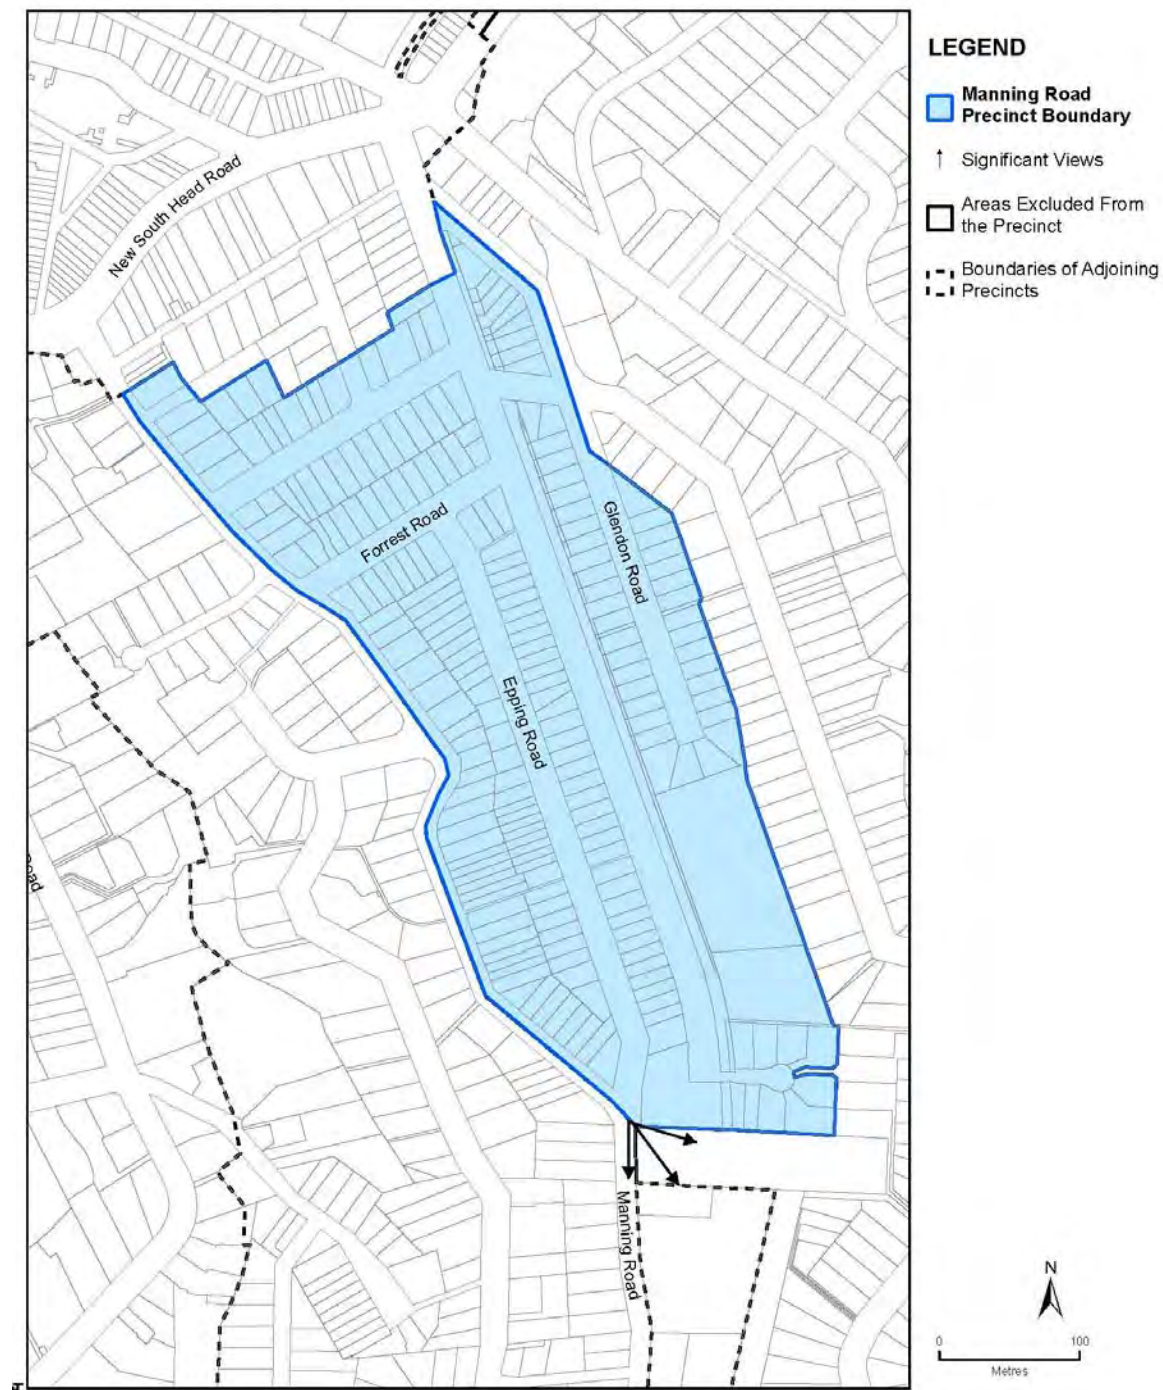 LEGEND
Manning Road
Precinct Boundary
Significant Views
Areas Excluded From
the Precinct
Boundaries of Adjoining
Precincts
New South Head Road
Forrest Road
Glendon Road
Epping Road
Road
Manning Road
N
0 100
Metres